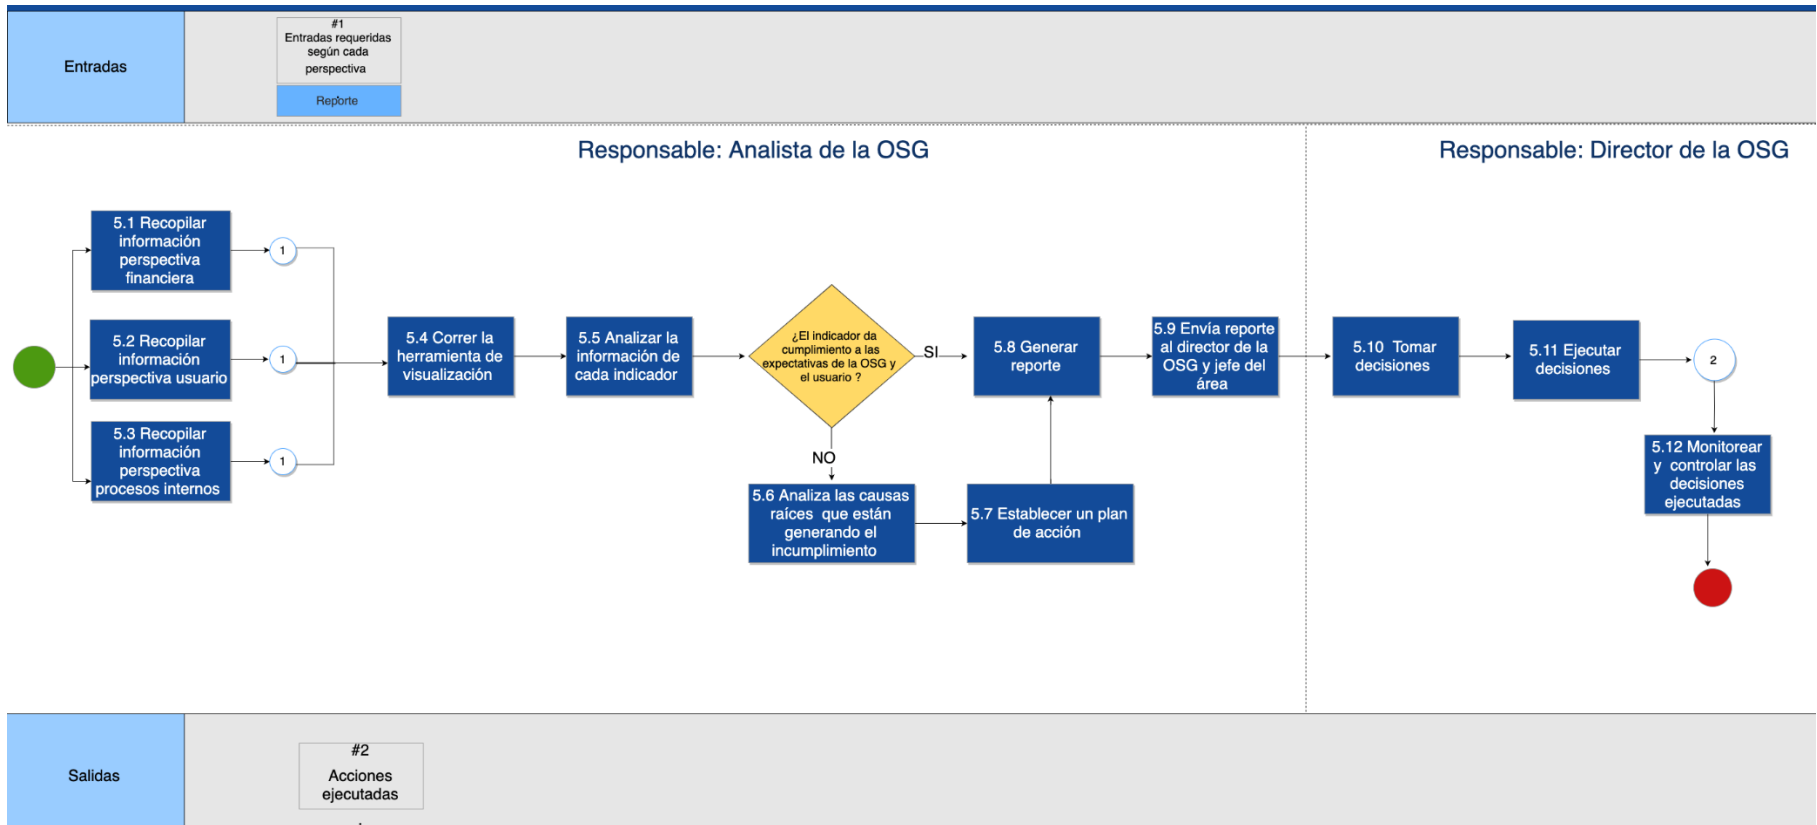 #1
Entradas requeridas
según cada
perspectiva
Entradas
Reporte
Responsable: Analista de la OSG
Responsable: Director de la OSG
5.1 Recopilar
información
perspectiva
financiera
1
5.2 Recopilar
información
perspectiva usuario
1
5.3 Recopilar
información
perspectiva
procesos internos
1
5.4 Correr la
herramienta de
visualización
5.5 Analizar la
información de
cada indicador
¿El indicador da
cumplimiento a las
expectativas de la OSG y
el usuario ?
SI
NO
5.6 Analiza las causas
raíces que están
generando el
incumplimiento
5.7 Establecer un plan
de acción
5.8 Generar
reporte
5.9 Envía reporte
al director de la
OSG y jefe del
área
5.10 Tomar
decisiones
5.11 Ejecutar
decisiones
2
5.12 Monitorear
y controlar las
decisiones
ejecutadas
Salidas
#2
Acciones
ejecutadas